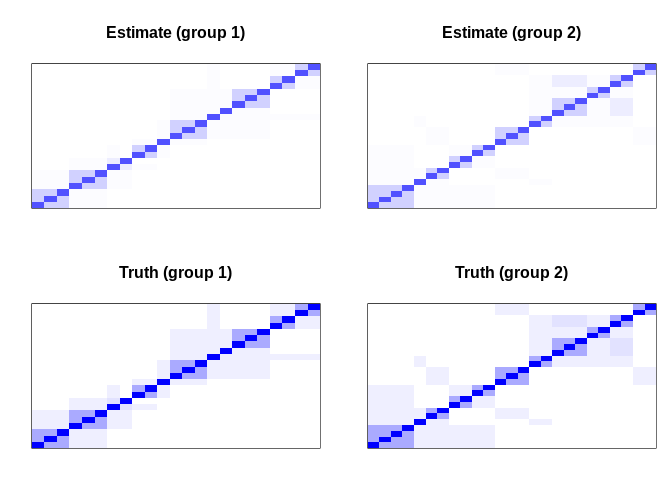 Estimate (group 1)
Estimate (group 2)
Truth (group 1)
Truth (group 2)